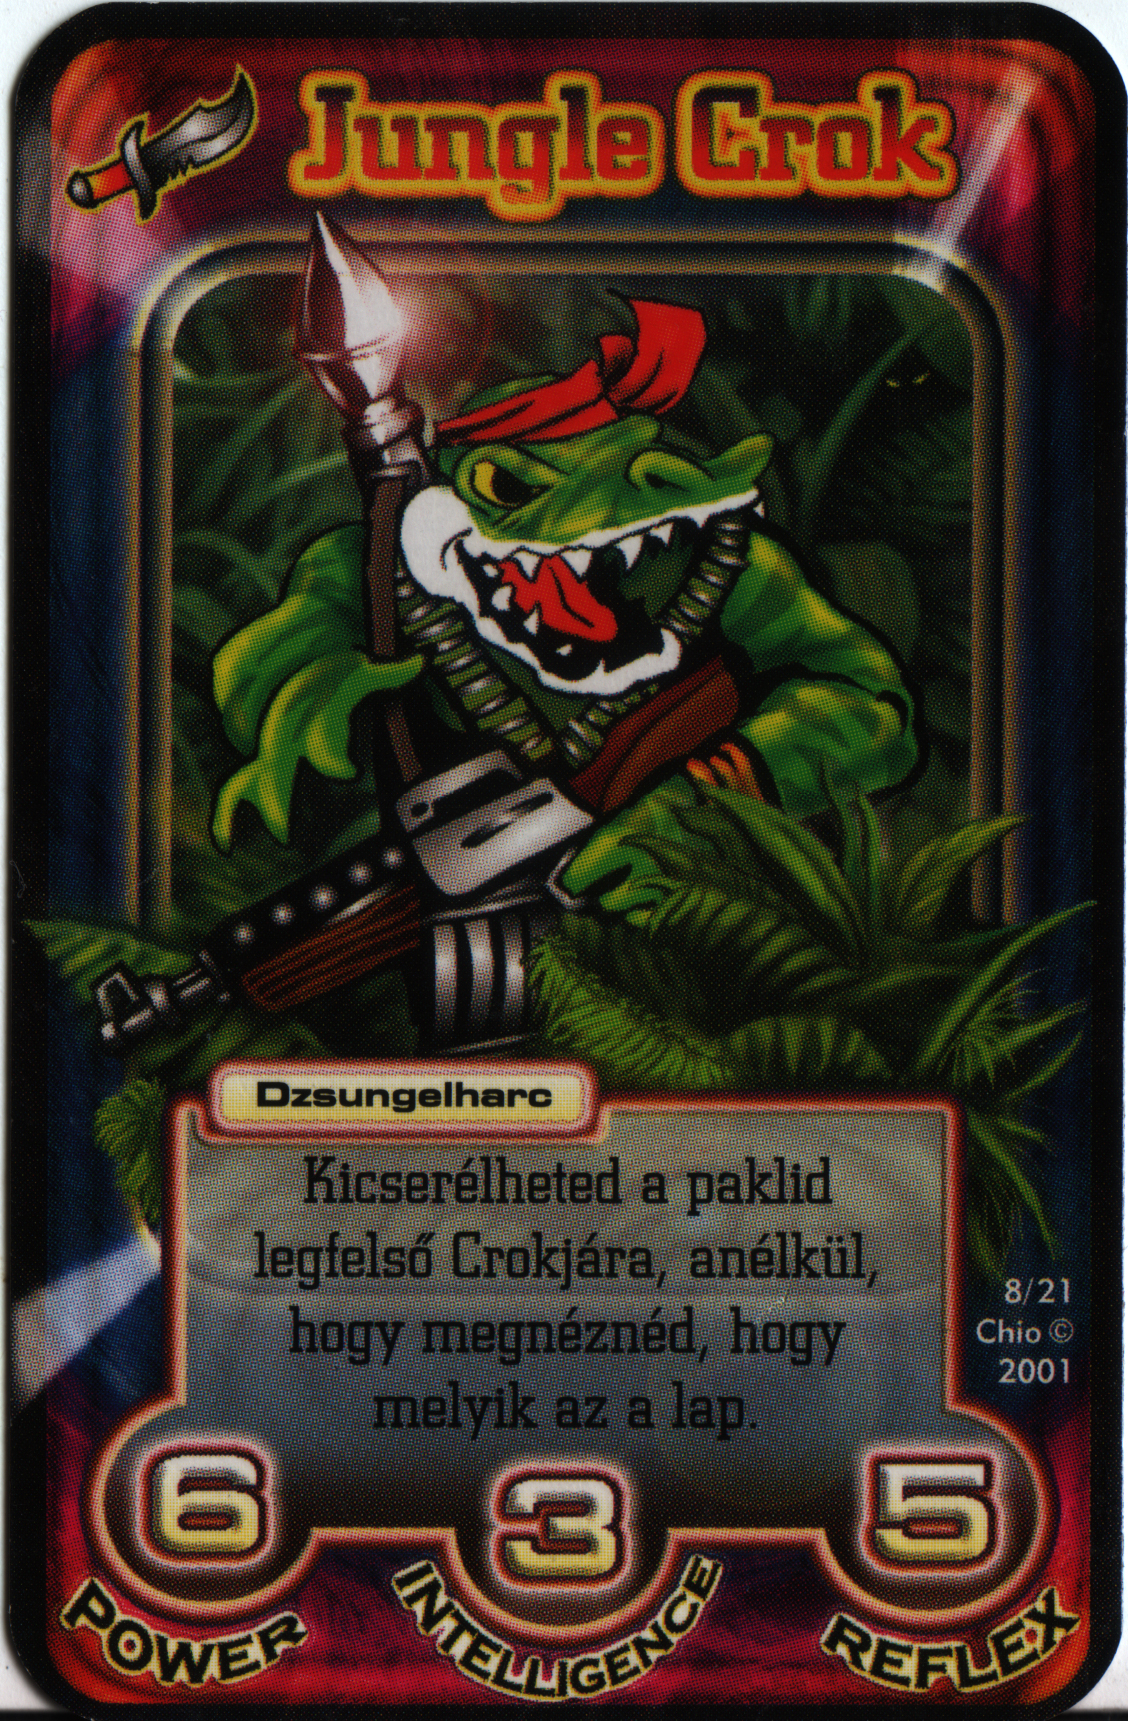 Jungle Crok
Dzsungelharc
Kicserélheted a paklid
legfelső Crokjára, anélkül,
hogy megnéznéd, hogy
melyik az a lap.
8/21
Chio ©
2001
6
3
5
POWER
INTELLIGENCE
REFLEX